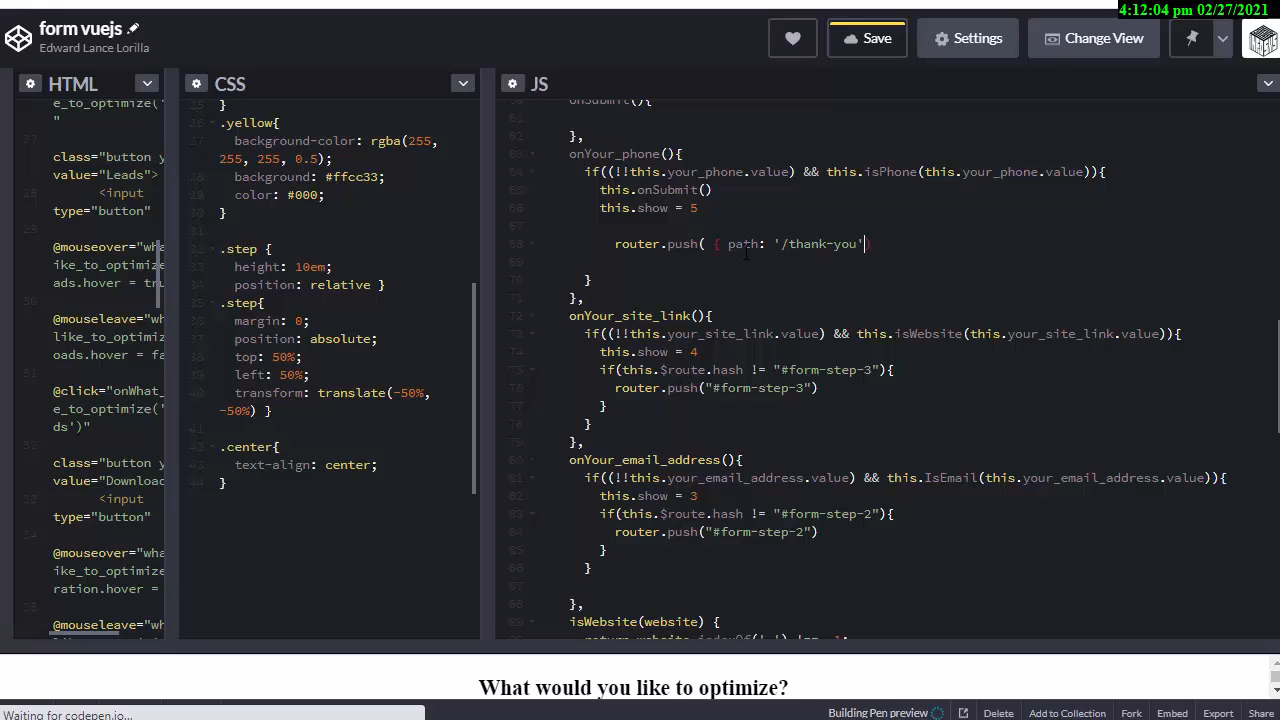 4:12:04 pm 02/27/2021
form vuejs
Edward Lance Lorilla
Save
Settings
Change View
HTML
CSS
JS
e_to_optimize('
"
class="button y
value="Leads">
<input
type="button"
@mouseover="wha
ike_to_optimize
ads.hover = tru
@mouseleave="wh
like_to_optimiz
oads.hover = fa
@click="onWhat_
e_to_optimize('
ds')"
class="button y
value="Downloa
<input
type="button"
@mouseover="wha
ike_to_optimize
ration.hover =
@mouseleave="wh
like_to_optimiz
}
.yellow{
background-color: rgba(255,
255, 255, 0.5);
background: #ffcc33;
color: #000;
}
.step {
height: 10em;
position: relative }
.step{
margin: 0;
position: absolute;
top: 50%;
left: 50%;
transform: translate(-50%,
-50%) }
.center{
text-align: center;
}
onSubmit(){
},
onYour_phone(){
if((!!this.your_phone.value) && this.isPhone(this.your_phone.value)){
this.onSubmit()
this.show = 5
router.push( { path: '/thank-you')
}
},
onYour_site_link(){
if((!!this.your_site_link.value) && this.isWebsite(this.your_site_link.value)){
this.show = 4
if(this.$route.hash != "#form-step-3"){
router.push("#form-step-3")
}
}
},
onYour_email_address(){
if((!!this.your_email_address.value) && this.IsEmail(this.your_email_address.value)){
this.show = 3
if(this.$route.hash != "#form-step-2"){
router.push("#form-step-2")
}
}
},
isWebsite(website) {
What would you like to optimize?
Waiting for codepen.io...
Building Pen preview
Delete
Add to Collection
Fork
Embed
Export
Share